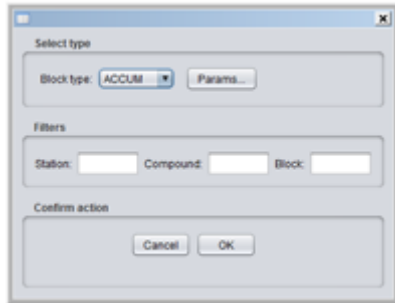 Select type
Block type: ACCUM Params...
Filters
Station: Compound: Block:
Confirm action
Cancel OK